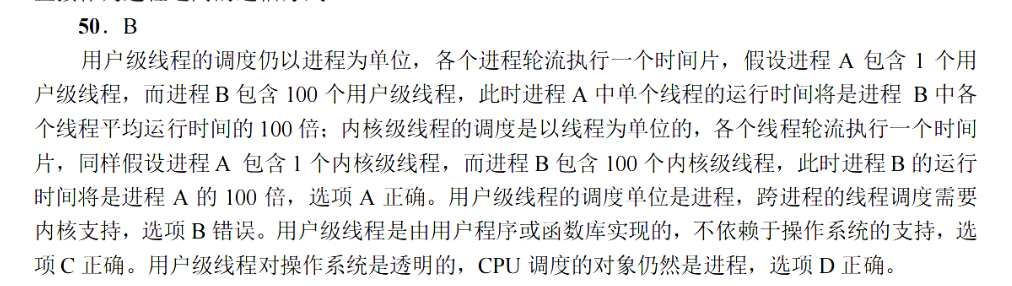 50．B
用户级线程的调度仍以进程为单位，各个进程轮流执行一个时间片，假设进程 A 包含 1 个用
户级线程，而进程 B 包含 100 个用户级线程，此时进程 A 中单个线程的运行时间将是进程 B 中各
个线程平均运行时间的 100 倍；内核级线程的调度是以线程为单位的，各个线程轮流执行一个时间
片，同样假设进程 A 包含 1 个内核级线程，而进程 B 包含 100 个内核级线程，此时进程 B 的运行
时间将是进程 A 的 100 倍，选项 A 正确。用户级线程的调度单位是进程，跨进程的线程调度需要
内核支持，选项 B 错误。用户级线程是由用户程序或函数库实现的，不依赖于操作系统的支持，选
项 C 正确。用户级线程对操作系统是透明的，CPU 调度的对象仍然是进程，选项 D 正确。